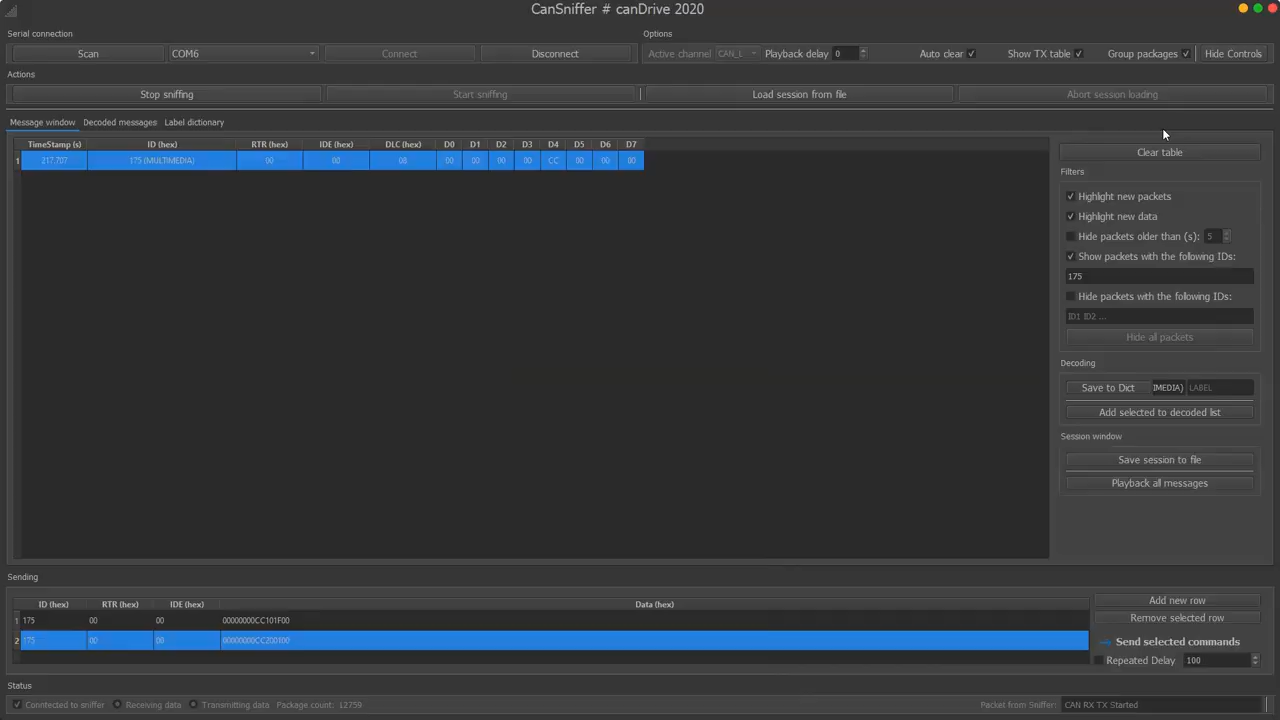 CanSniffer # canDrive 2020
Serial connection
Options
Scan COM6 Connect Disconnect Active channel CAN_L Playback delay 0 Auto clear Show TX table Group packages Hide Controls
Actions
Stop sniffing Start sniffing Load session from file Abort session loading
Message window Decoded messages Label dictionary
TimeStamp (s) ID (hex) RTR (hex) IDE (hex) DLC (hex) D0 D1 D2 D3 D4 D5 D6 D7
1 217.707 175 (MULTIMEDIA) 00 00 08 00 00 00 00 CC 00 00 00
Clear table
Filters
Highlight new packets
Highlight new data
Hide packets older than (s): 5
Show packets with the following IDs:
175
Hide packets with the following IDs:
ID1 ID2 ...
Hide all packets
Decoding
Save to Dict IMEDIA) LABEL
Add selected to decoded list
Session window
Save session to file
Playback all messages
Sending
ID (hex) RTR (hex) IDE (hex) Data (hex)
1 175 00 00 00000000CC101F00
2 175 00 00 00000000CC200100
Add new row
Remove selected row
Send selected commands
Repeated Delay 100
Status
Conntected to sniffer Receiving data Transmitting data Package count: 12759 Packet from Sniffer: CAN RX TX Started